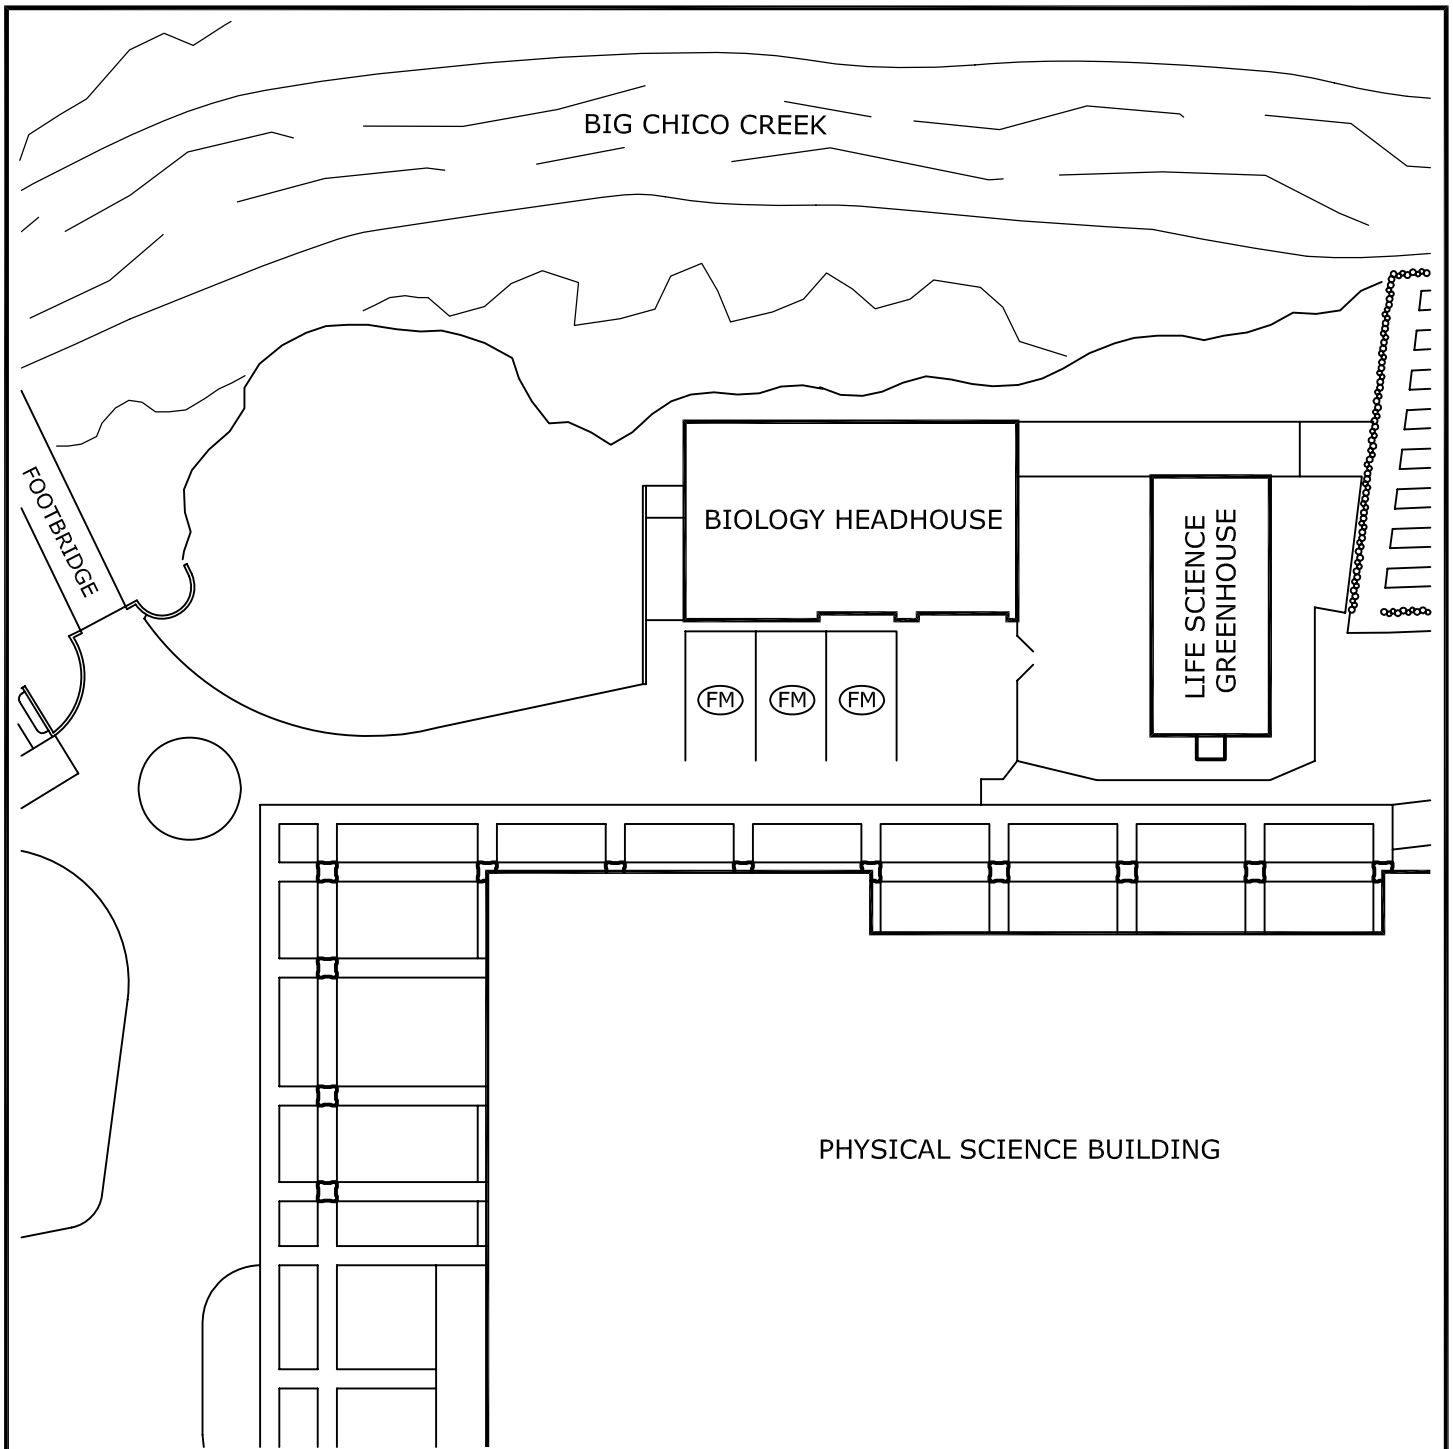 BIG CHICO CREEK
FOOTBRIDGE
BIOLOGY HEADHOUSE
LIFE SCIENCE
GREENHOUSE
FM
FM
FM
PHYSICAL SCIENCE BUILDING